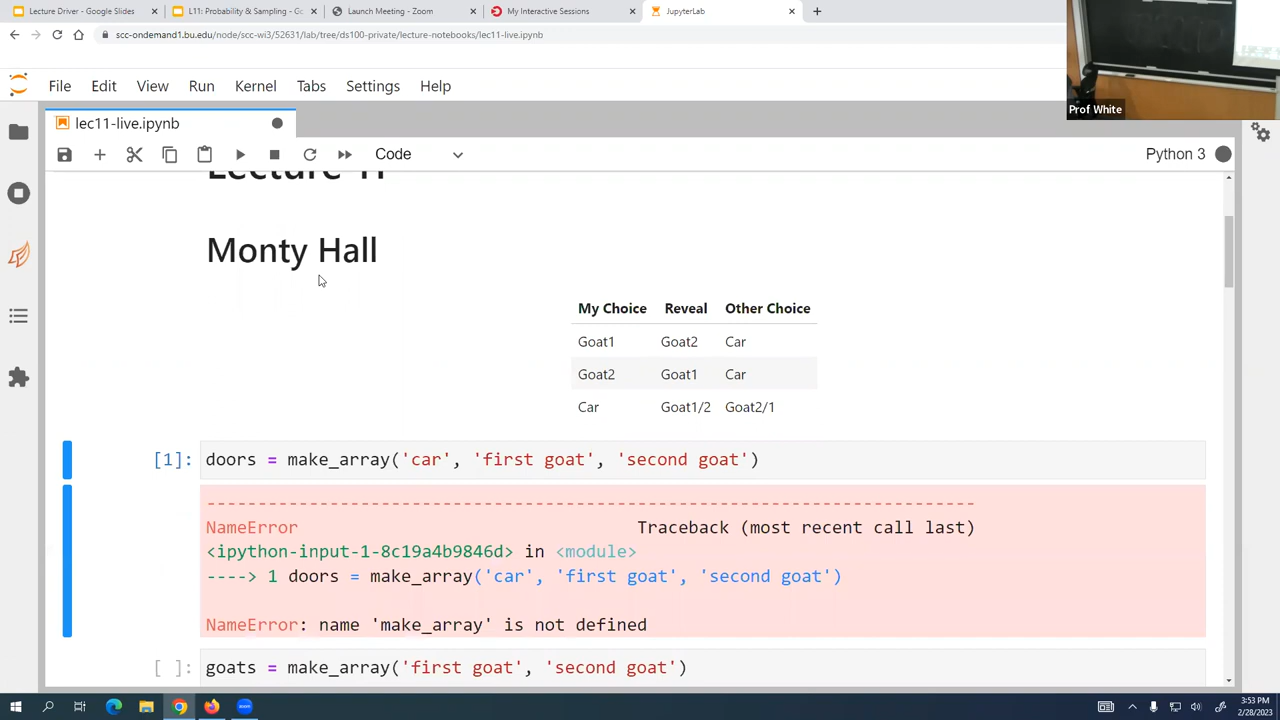 Lecture Driver - Google Slides
L11: Probability & Sampling - Go
Launch Meeting - Zoom
My Interactive Sessions
JupyterLab
scc-ondemand1.bu.edu/node/scc-wi3/52631/lab/tree/ds100-private/lecture-notebooks/lec11-live.ipynb
Prof White
File Edit View Run Kernel Tabs Settings Help
lec11-live.ipynb
Code
Python 3
Lecture 11
Monty Hall
My Choice Reveal Other Choice
Goat1 Goat2 Car
Goat2 Goat1 Car
Car Goat1/2 Goat2/1
[1]: doors = make_array('car', 'first goat', 'second goat')
---------------------------------------------------------------------------
NameError Traceback (most recent call last)
<ipython-input-1-8c19a4b9846d> in <module>
----> 1 doors = make_array('car', 'first goat', 'second goat')
NameError: name 'make_array' is not defined
[ ]: goats = make_array('first goat', 'second goat')
3:53 PM
2/28/2023